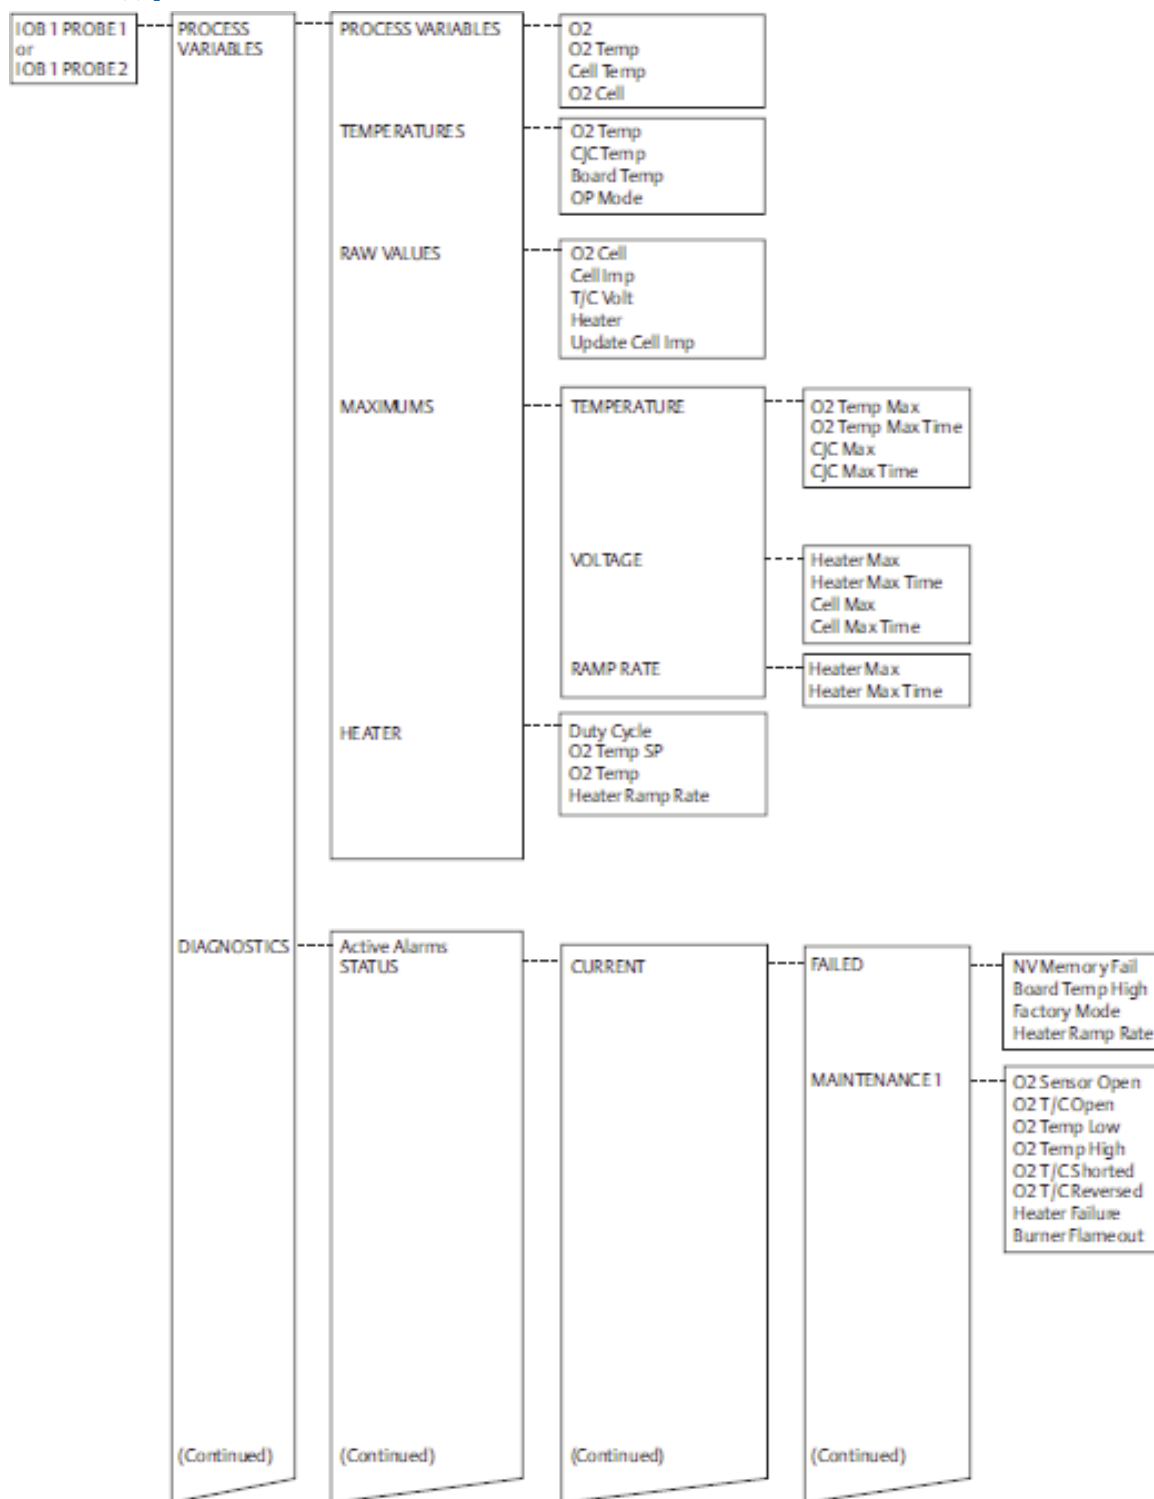 IOB 1 PROBE 1
or
IOB 1 PROBE 2
PROCESS
VARIABLES
PROCESS VARIABLES
O2
O2 Temp
Cell Temp
O2 Cell
TEMPERATURES
O2 Temp
CJC Temp
Board Temp
OP Mode
RAW VALUES
O2 Cell
Cell Imp
T/C Volt
Heater
Update Cell Imp
MAXIMUMS
TEMPERATURE
O2 Temp Max
O2 Temp Max Time
CJC Max
CJC Max Time
VOLTAGE
Heater Max
Heater Max Time
Cell Max
Cell Max Time
RAMP RATE
Heater Max
Heater Max Time
HEATER
Duty Cycle
O2 Temp SP
O2 Temp
Heater Ramp Rate
DIAGNOSTICS
Active Alarms
STATUS
CURRENT
FAILED
NV Memory Fail
Board Temp High
Factory Mode
Heater Ramp Rate
MAINTENANCE 1
O2 Sensor Open
O2 T/C Open
O2 Temp Low
O2 Temp High
O2 T/C Shorted
O2 T/C Reversed
Heater Failure
Burner Flameout
(Continued)
(Continued)
(Continued)
(Continued)